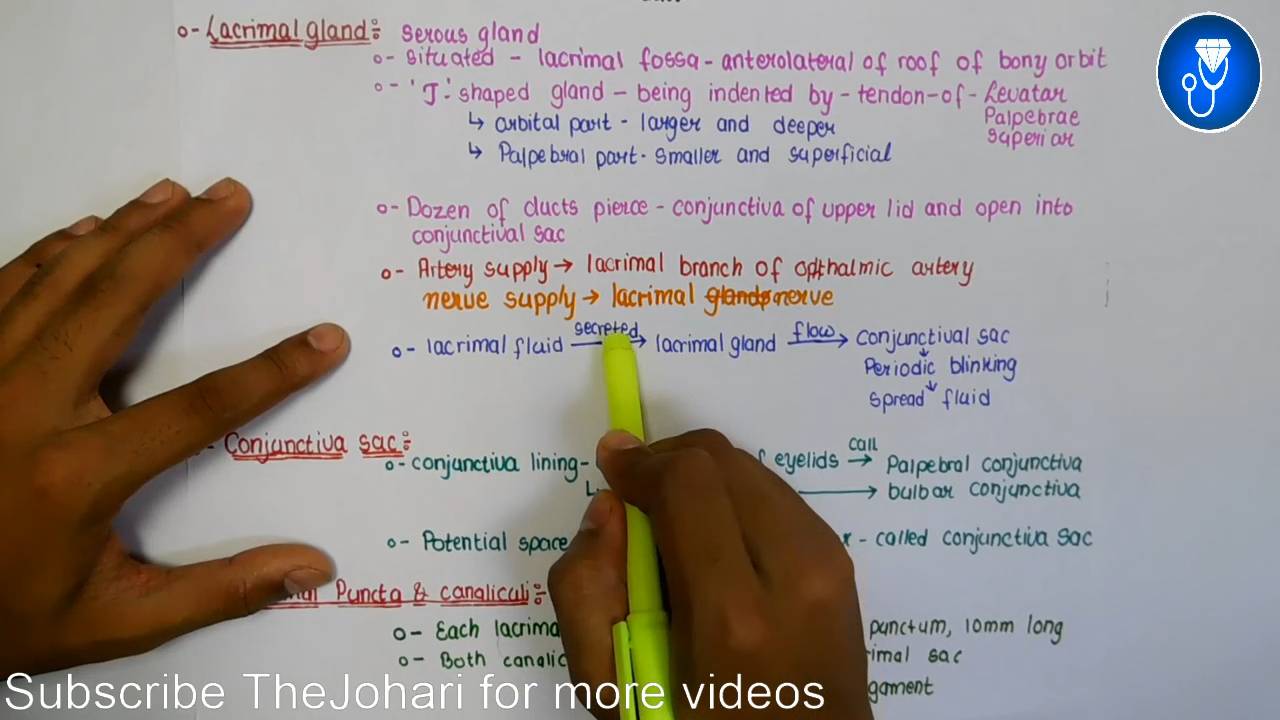 o- Lacrimal gland: serous gland
o- situated - lacrimal fossa - anterolateral of roof of bony orbit
o- 'J'-shaped gland - being indented by - tendon-of - Levatar Palpebrae superiar
↳ orbital part - larger and deeper
↳ Palpebral part - smaller and superficial
o- Dozen of ducts pierce - conjunctiva of upper lid and open into
conjunctival sac
o- Artery supply → lacrimal branch of opthalmic artery
nerve supply → lacrimal glands nerve
o- lacrimal fluid secreted → lacrimal gland flow → conjunctival sac
↓
Periodic blinking
↓
spread fluid
Conjunctiva sac:
o- conjunctiva lining- eyelids call → Palpebral conjunctiva
→ bulbar conjunctiva
o- Potential space - called conjunctiva sac
Puncta & canaliculi:
o- Each lacrima punctum, 10mm long
o- Both canalic imal sac
gament
Subscribe TheJohari for more videos